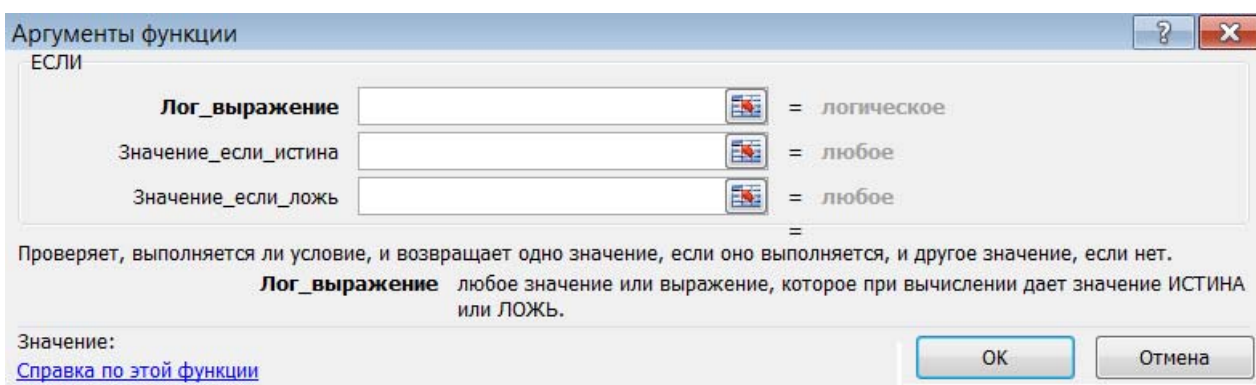 Аргументы функции
ЕСЛИ
Лог_выражение = логическое
Значение_если_истина = любое
Значение_если_ложь = любое
=
Проверяет, выполняется ли условие, и возвращает одно значение, если оно выполняется, и другое значение, если нет.
Лог_выражение любое значение или выражение, которое при вычислении дает значение ИСТИНА
или ЛОЖЬ.
Значение:
Справка по этой функции
ОК Отмена